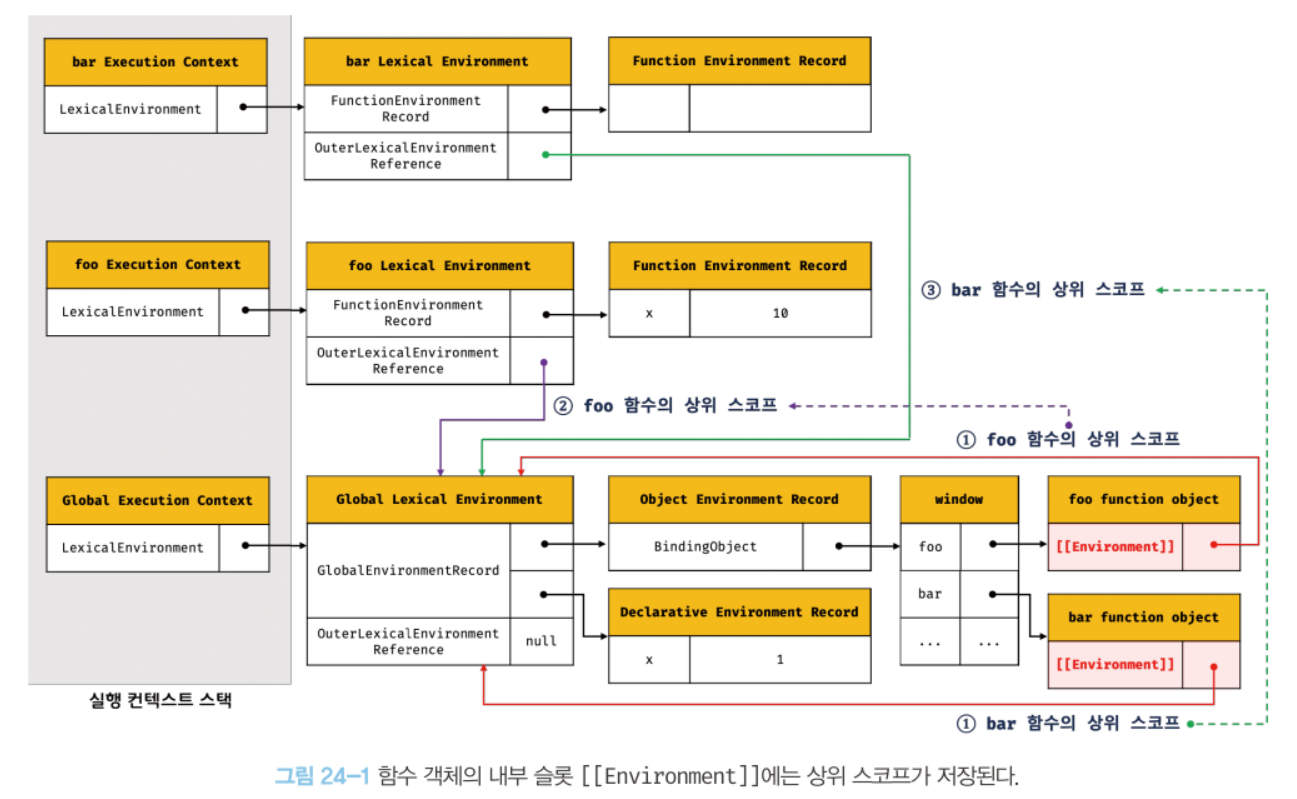 bar Execution Context
LexicalEnvironment
bar Lexical Environment
FunctionEnvironment
Record
OuterLexicalEnvironment
Reference
Function Environment Record
foo Execution Context
LexicalEnvironment
foo Lexical Environment
FunctionEnvironment
Record
OuterLexicalEnvironment
Reference
Function Environment Record
x 10
③ bar 함수의 상위 스코프
② foo 함수의 상위 스코프
① foo 함수의 상위 스코프
Global Execution Context
LexicalEnvironment
Global Lexical Environment
GlobalEnvironmentRecord
OuterLexicalEnvironment
Reference
null
Object Environment Record
BindingObject
Declarative Environment Record
x 1
window
foo
bar
... ...
foo function object
[[Environment]]
bar function object
[[Environment]]
① bar 함수의 상위 스코프
실행 컨텍스트 스택
그림 24-1 함수 객체의 내부 슬롯 [[Environment]]에는 상위 스코프가 저장된다.